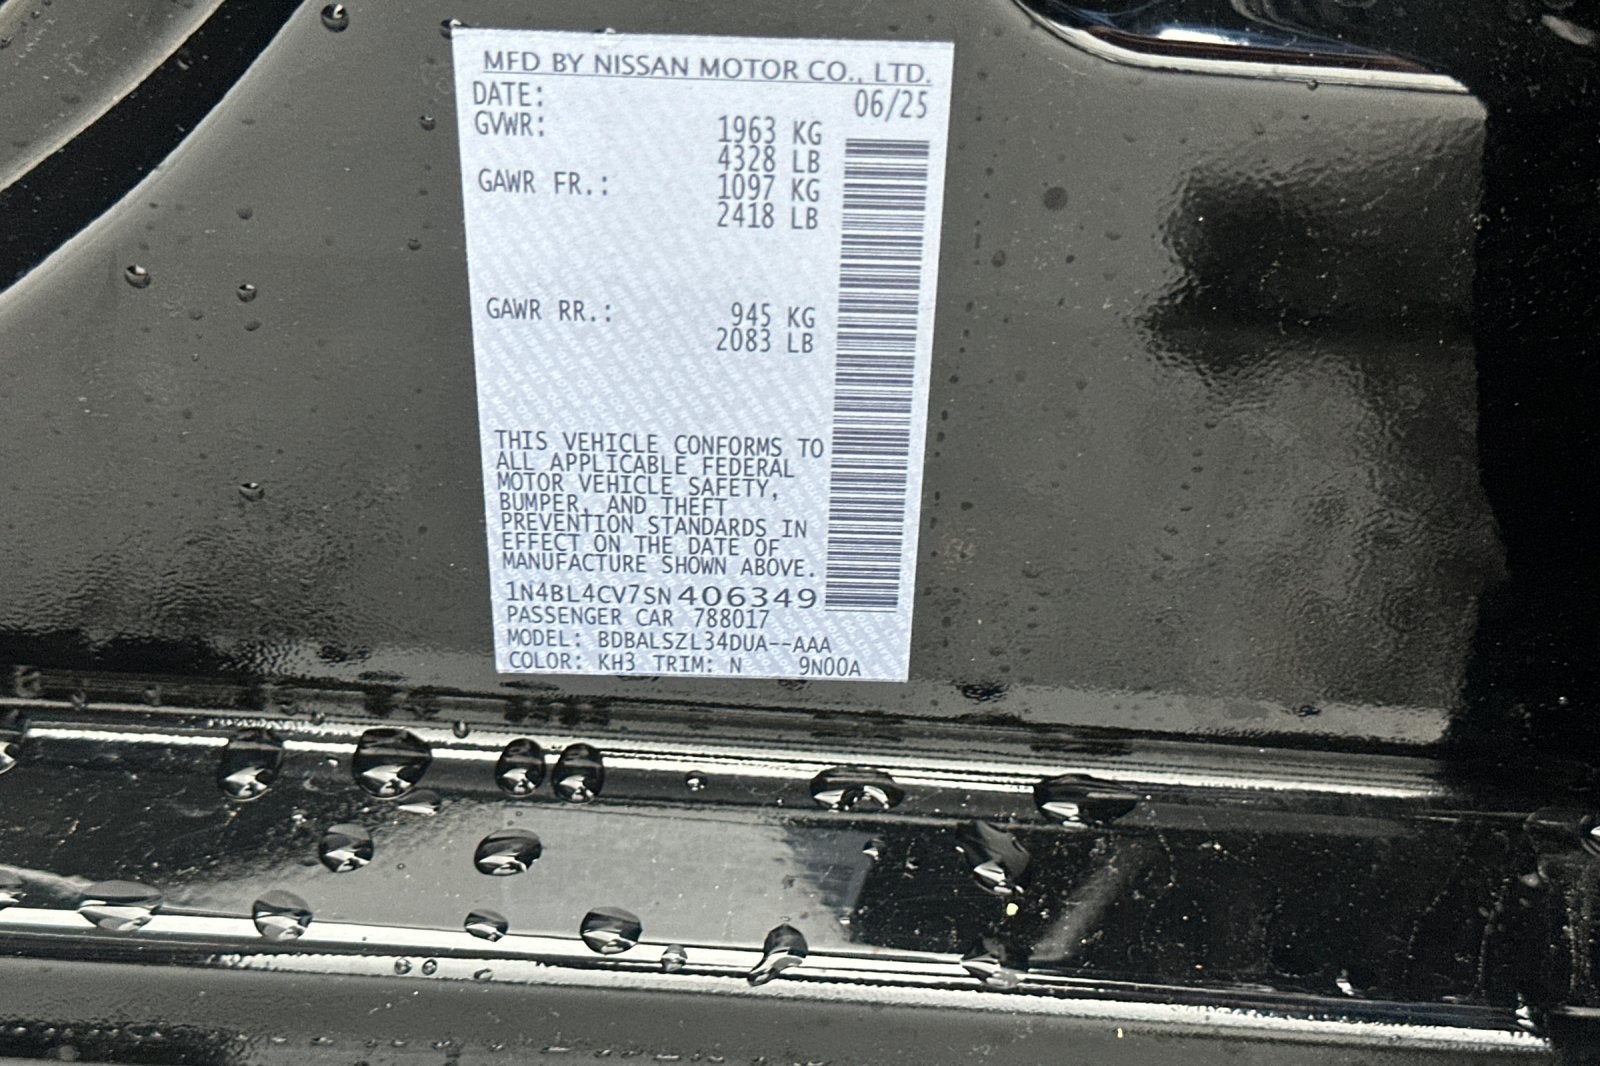 MFD BY NISSAN MOTOR CO., LTD.
DATE: 06/25
GVWR: 1963 KG
4328 LB
GAWR FR.: 1097 KG
2418 LB
GAWR RR.: 945 KG
2083 LB
THIS VEHICLE CONFORMS TO
ALL APPLICABLE FEDERAL
MOTOR VEHICLE SAFETY,
BUMPER, AND THEFT
PREVENTION STANDARDS IN
EFFECT ON THE DATE OF
MANUFACTURE SHOWN ABOVE.
1N4BL4CV7SN406349
PASSENGER CAR 788017
MODEL: BDBALSZL34DUA--AAA
COLOR: KH3 TRIM: N 9N00A